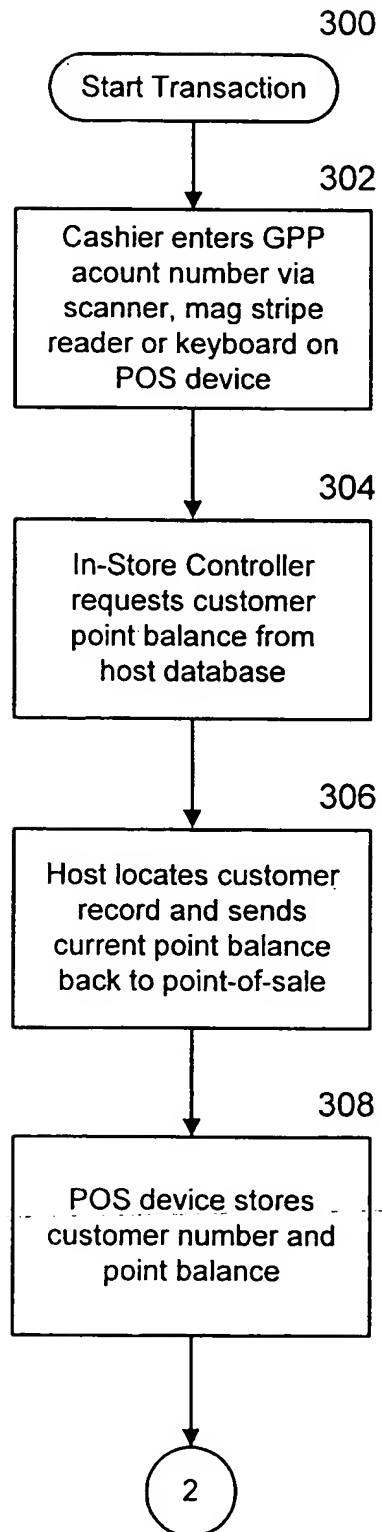 300
Start Transaction
302
Cashier enters GPP
acount number via
scanner, mag stripe
reader or keyboard on
POS device
304
In-Store Controller
requests customer
point balance from
host database
306
Host locates customer
record and sends
current point balance
back to point-of-sale
308
POS device stores
customer number and
point balance
2